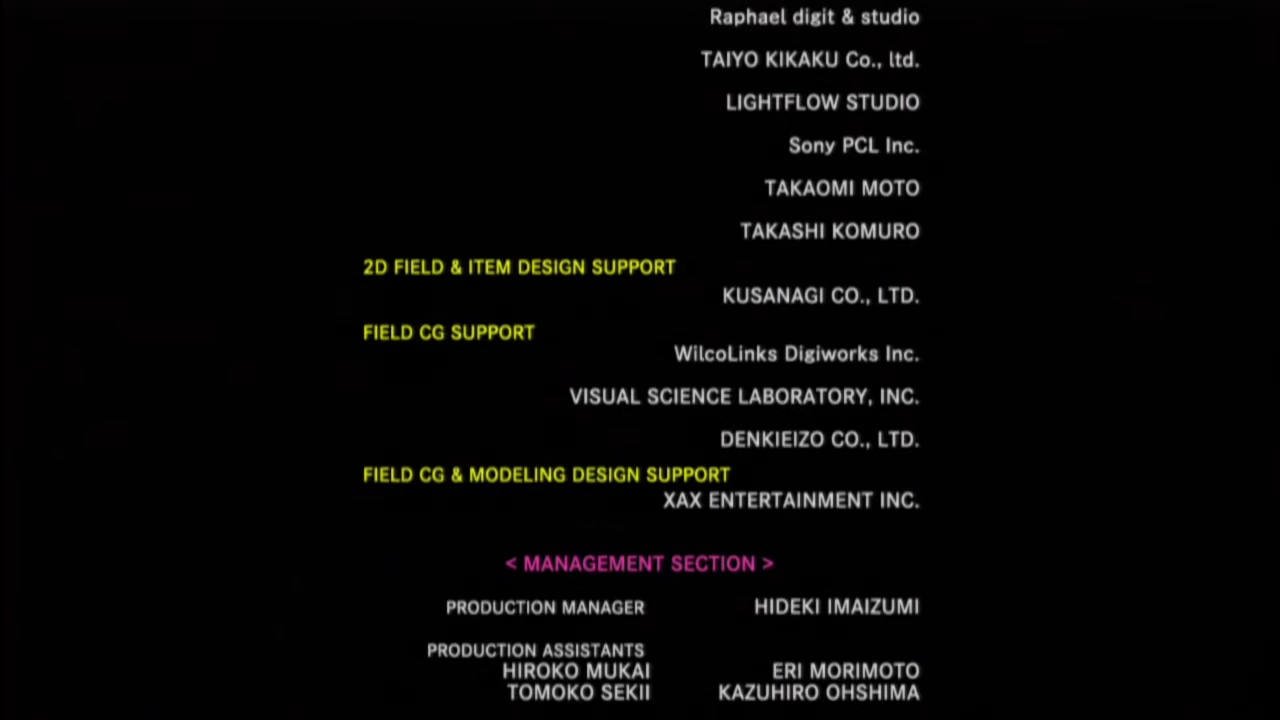 Raphael digit & studio
TAIYO KIKAKU Co., ltd.
LIGHTFLOW STUDIO
Sony PCL Inc.
TAKAOMI MOTO
TAKASHI KOMURO
2D FIELD & ITEM DESIGN SUPPORT
KUSANAGI CO., LTD.
FIELD CG SUPPORT
WilcoLinks Digiworks Inc.
VISUAL SCIENCE LABORATORY, INC.
DENKIEIZO CO., LTD.
FIELD CG & MODELING DESIGN SUPPORT
XAX ENTERTAINMENT INC.
< MANAGEMENT SECTION >
PRODUCTION MANAGER HIDEKI IMAIZUMI
PRODUCTION ASSISTANTS
HIROKO MUKAI ERI MORIMOTO
TOMOKO SEKII KAZUHIRO OHSHIMA